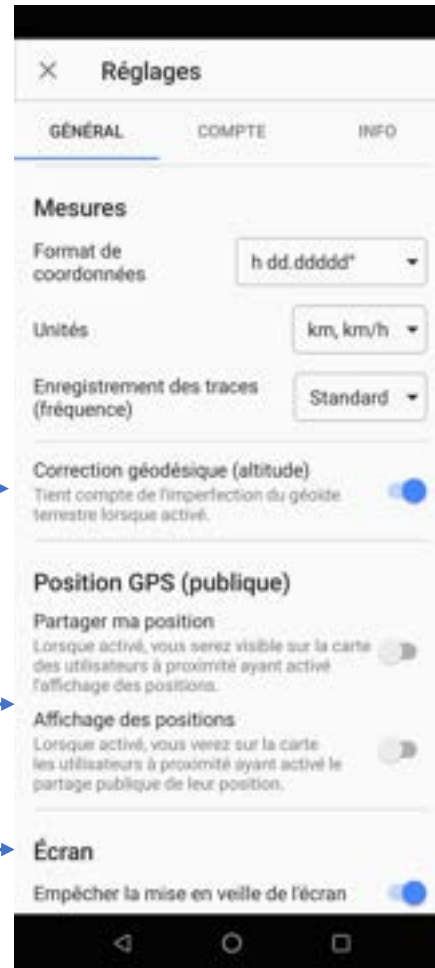 Réglages
GÉNÉRAL COMPTE INFO
Mesures
Format de
coordonnées
h dd.ddddd°
Unités
km, km/h
Enregistrement des traces
(fréquence)
Standard
Correction géodésique (altitude)
Tient compte de l'imperfection du géoïde
terrestre lorsque activé.
Position GPS (publique)
Partager ma position
Lorsque activé, vous serez visible sur la carte
des utilisateurs à proximité ayant activé
l'affichage des positions.
Affichage des positions
Lorsque activé, vous verez sur la carte
les utilisateurs à proximité ayant activé le
partage publique de leur position.
Écran
Empêcher la mise en veille de l'écran